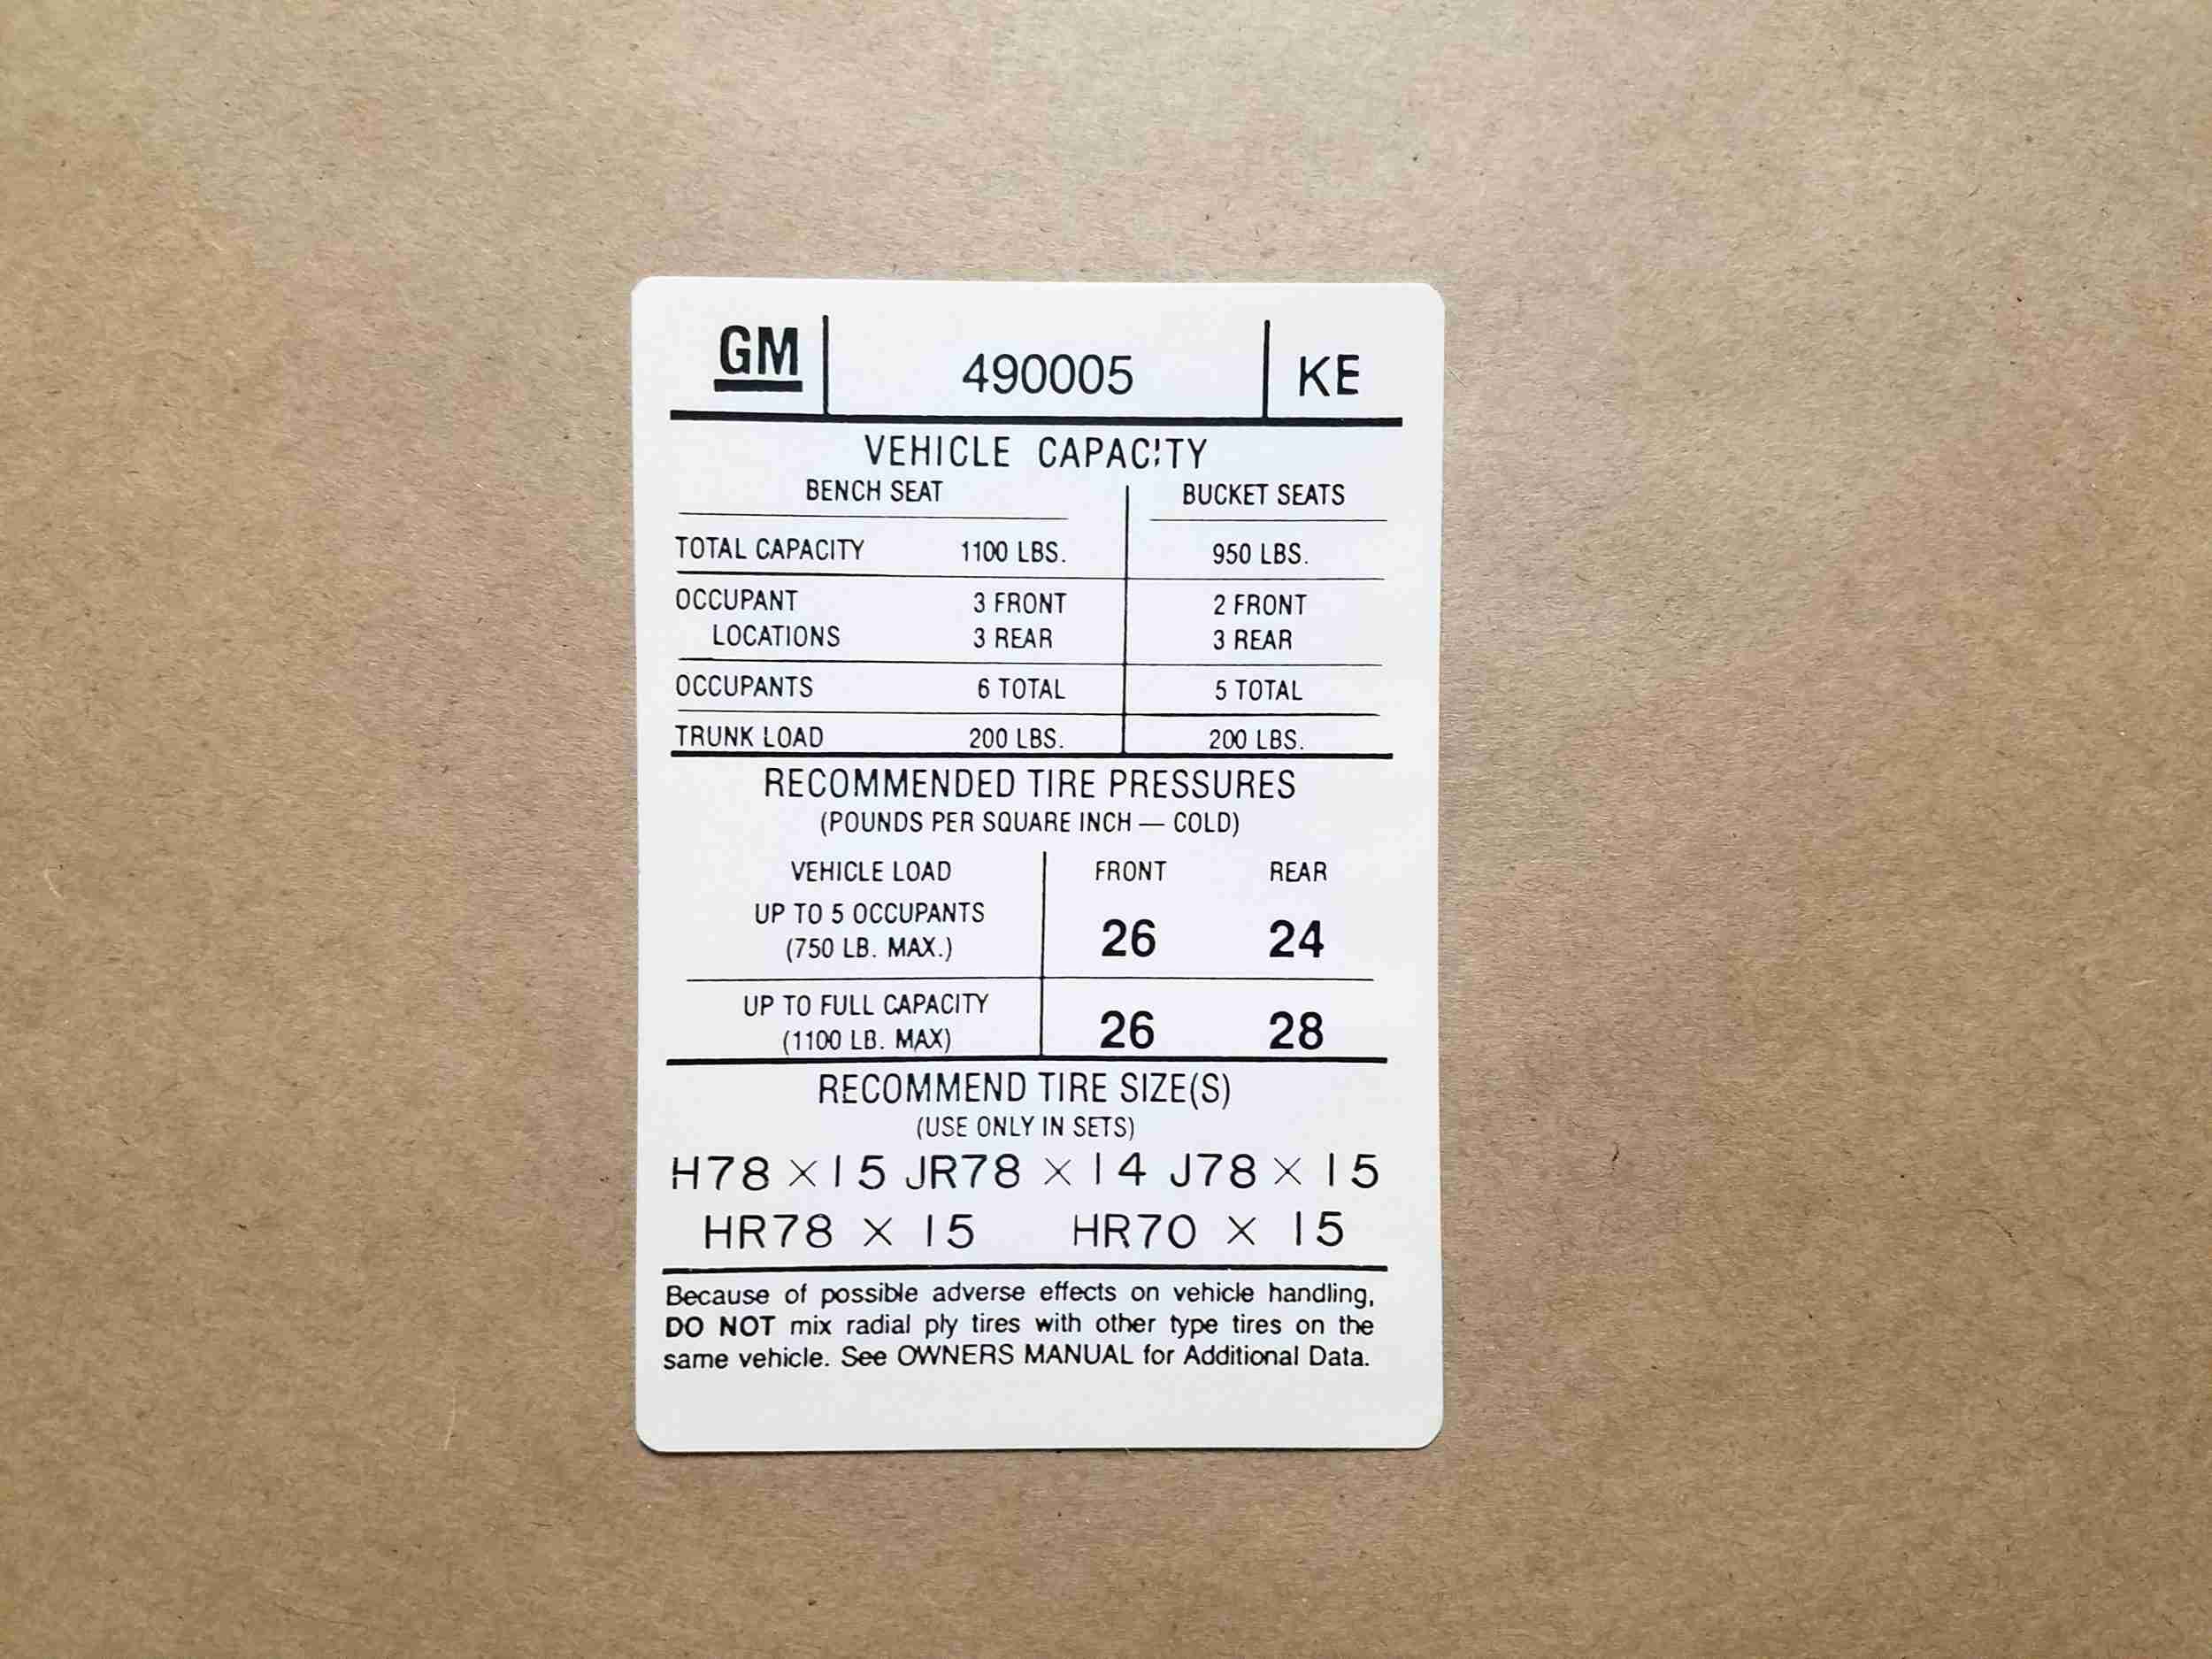 GM 490005 KE
VEHICLE CAPACITY
BENCH SEAT BUCKET SEATS
TOTAL CAPACITY 1100 LBS. 950 LBS.
OCCUPANT 3 FRONT 2 FRONT
LOCATIONS 3 REAR 3 REAR
OCCUPANTS 6 TOTAL 5 TOTAL
TRUNK LOAD 200 LBS. 200 LBS.
RECOMMENDED TIRE PRESSURES
(POUNDS PER SQUARE INCH — COLD)
VEHICLE LOAD FRONT REAR
UP TO 5 OCCUPANTS
(750 LB. MAX.) 26 24
UP TO FULL CAPACITY
(1100 LB. MAX) 26 28
RECOMMEND TIRE SIZE(S)
(USE ONLY IN SETS)
H78 × 15 JR78 × 14 J78 × 15
HR78 × 15 HR70 × 15
Because of possible adverse effects on vehicle handling,
DO NOT mix radial ply tires with other type tires on the
same vehicle. See OWNERS MANUAL for Additional Data.